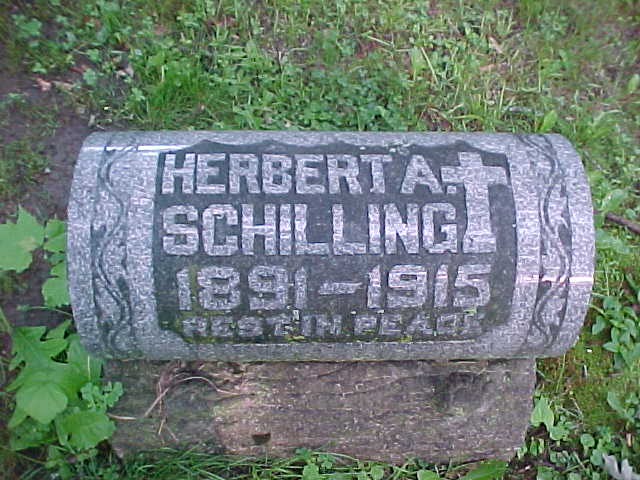 HERBERT A.
SCHILLING
1891-1915
REST IN PEACE